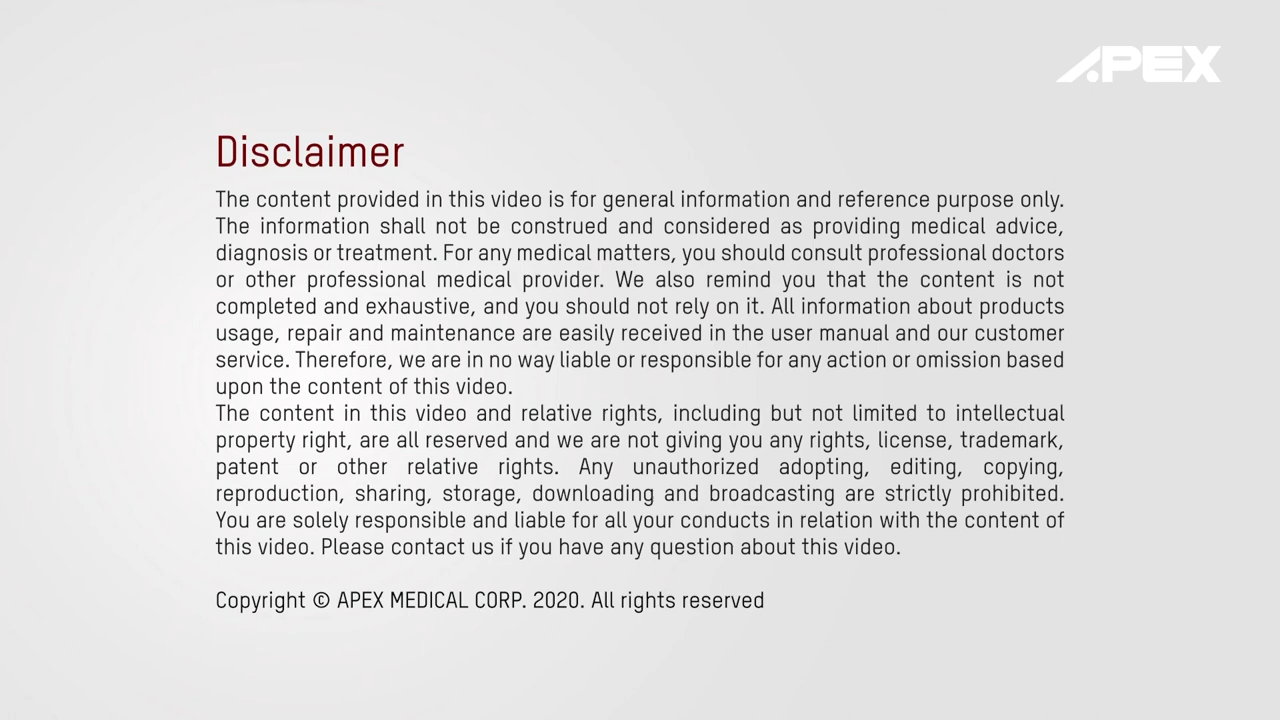 APEX
Disclaimer
The content provided in this video is for general information and reference purpose only.
The information shall not be construed and considered as providing medical advice,
diagnosis or treatment. For any medical matters, you should consult professional doctors
or other professional medical provider. We also remind you that the content is not
completed and exhaustive, and you should not rely on it. All information about products
usage, repair and maintenance are easily received in the user manual and our customer
service. Therefore, we are in no way liable or responsible for any action or omission based
upon the content of this video.
The content in this video and relative rights, including but not limited to intellectual
property right, are all reserved and we are not giving you any rights, license, trademark,
patent or other relative rights. Any unauthorized adopting, editing, copying,
reproduction, sharing, storage, downloading and broadcasting are strictly prohibited.
You are solely responsible and liable for all your conducts in relation with the content of
this video. Please contact us if you have any question about this video.
Copyright © APEX MEDICAL CORP. 2020. All rights reserved